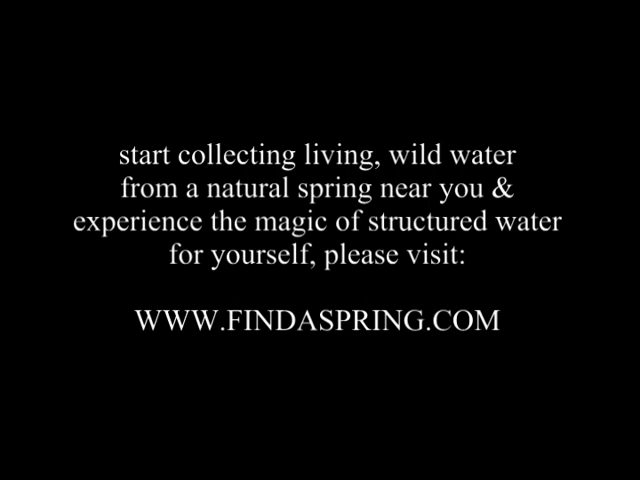 start collecting living, wild water
from a natural spring near you &
experience the magic of structured water
for yourself, please visit:
WWW.FINDASPRING.COM